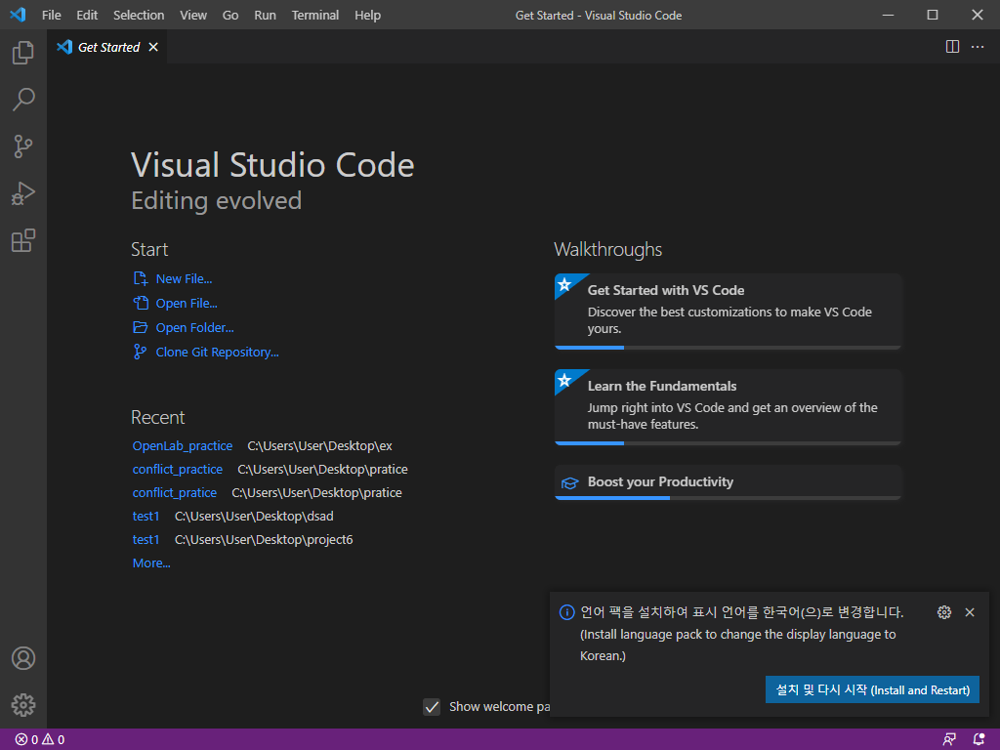 File Edit Selection View Go Run Terminal Help Get Started - Visual Studio Code
Get Started
Visual Studio Code
Editing evolved
Start
New File...
Open File...
Open Folder...
Clone Git Repository...
Recent
OpenLab_practice C:\Users\User\Desktop\ex
conflict_practice C:\Users\User\Desktop\pratice
conflict_pratice C:\Users\User\Desktop\pratice
test1 C:\Users\User\Desktop\dsad
test1 C:\Users\User\Desktop\project6
More...
Walkthroughs
Get Started with VS Code
Discover the best customizations to make VS Code
yours.
Learn the Fundamentals
Jump right into VS Code and get an overview of the
must-have features.
Boost your Productivity
언어 팩을 설치하여 표시 언어를 한국어(으)로 변경합니다.
(Install language pack to change the display language to
Korean.)
설치 및 다시 시작 (Install and Restart)
Show welcome pa
0 0